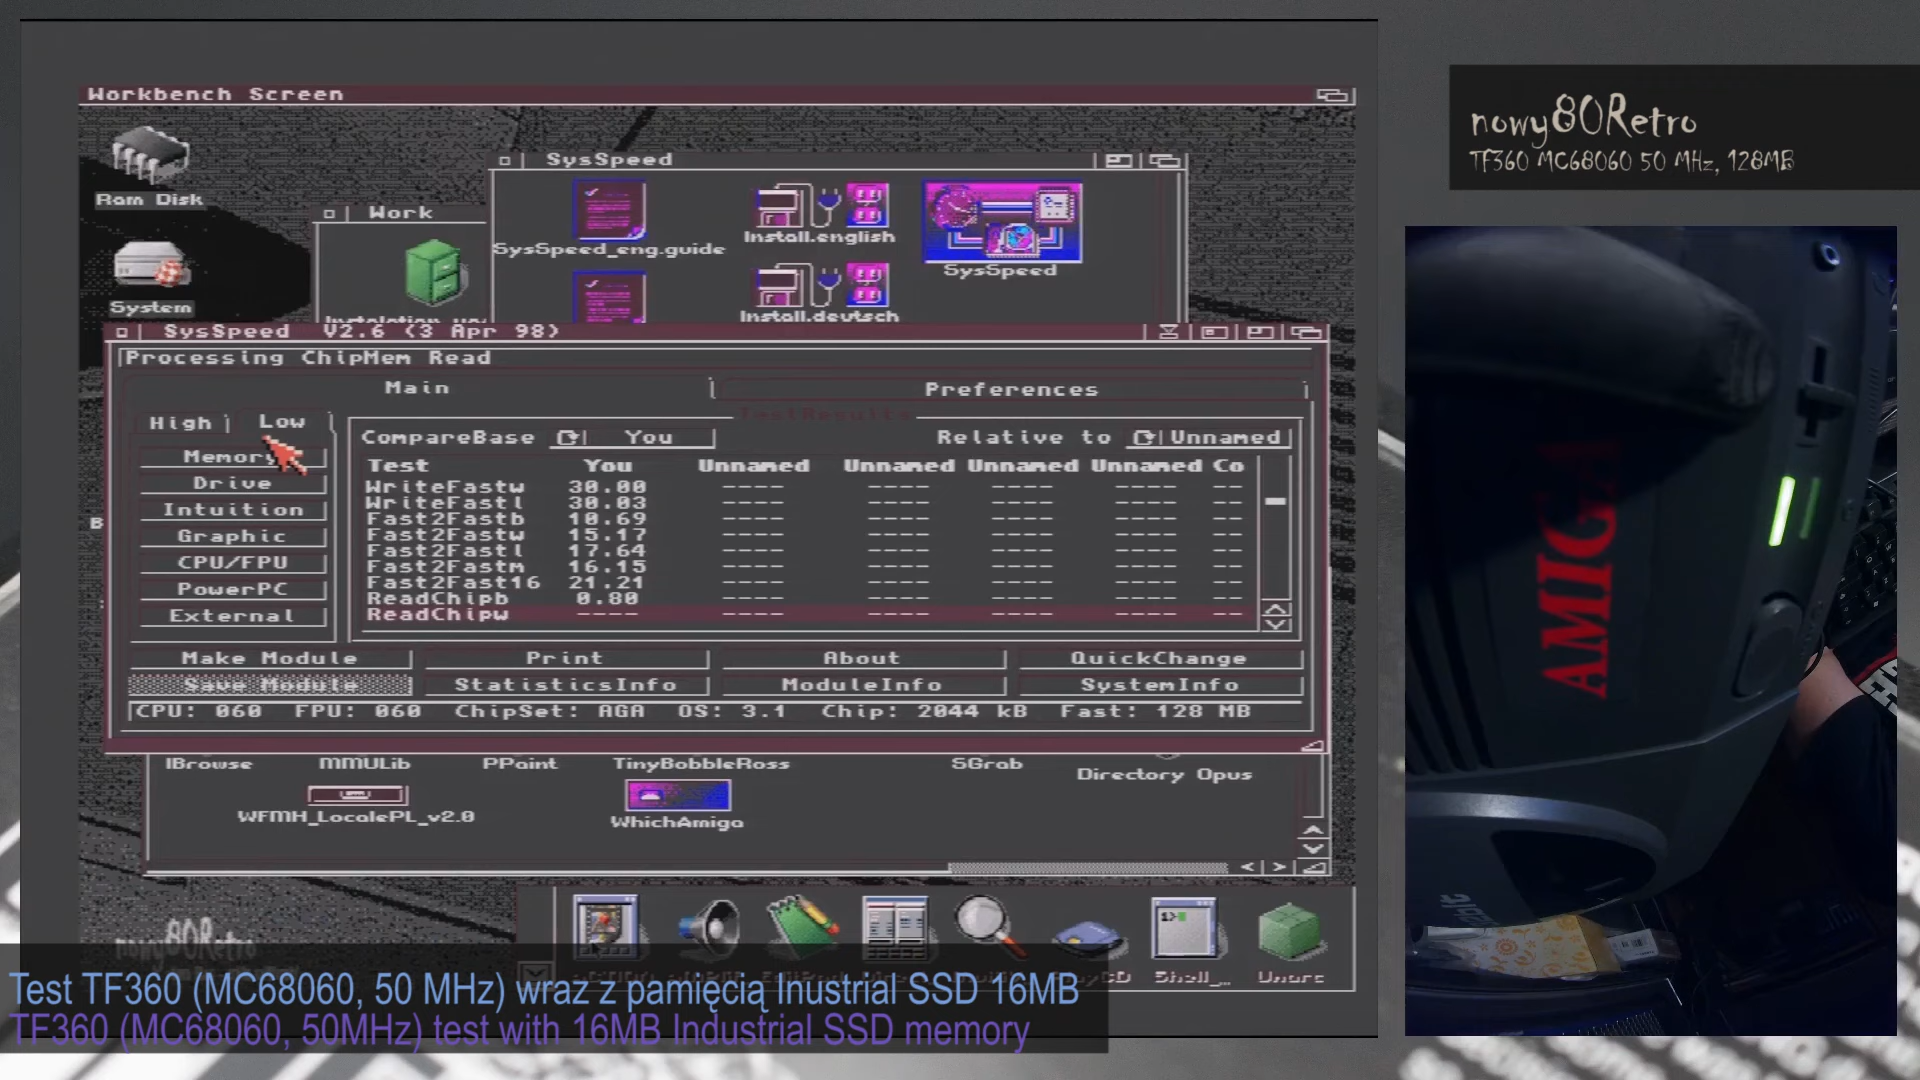 Workbench Screen
nowy80Retro
TF360 MC68060 50 MHz, 128MB
SysSpeed
Ram Disk
Work
SysSpeed_eng.guide
Install.english
SysSpeed
System
Install.deutsch
SysSpeed V2.6 (3 Apr 98)
Processing ChipMem Read
Main
Preferences
High
Low
TestResults
CompareBase You
Relative to Unnamed
Memory
Drive
Intuition
Graphic
CPU/FPU
PowerPC
External
Test You Unnamed Unnamed Unnamed Unnamed Co
WriteFastw 30.00 ---- ---- ---- ---- --
WriteFastl 30.03 ---- ---- ---- ---- --
Fast2Fastb 10.69 ---- ---- ---- ---- --
Fast2Fastw 15.17 ---- ---- ---- ---- --
Fast2Fastl 17.64 ---- ---- ---- ---- --
Fast2Fastm 16.15 ---- ---- ---- ---- --
Fast2Fast16 21.21 ---- ---- ---- ---- --
ReadChipb 0.80 ---- ---- ---- ---- --
ReadChipw ---- ---- ---- ---- ---- --
Make Module Print About QuickChange
Save Module StatisticsInfo ModuleInfo SystemInfo
CPU: 060 FPU: 060 ChipSet: AGA OS: 3.1 Chip: 2044 kB Fast: 128 MB
IBrowse MMULib PPaint TinyBobbleRoss SGrab Directory Opus
WFMH_LocalePL_v2.0 WhichAmiga
nowy80Retro
Shell_... Unarc
Test TF360 (MC68060, 50 MHz) wraz z pamięcią Inustrial SSD 16MB
TF360 (MC68060, 50MHz) test with 16MB Industrial SSD memory
AMIGA